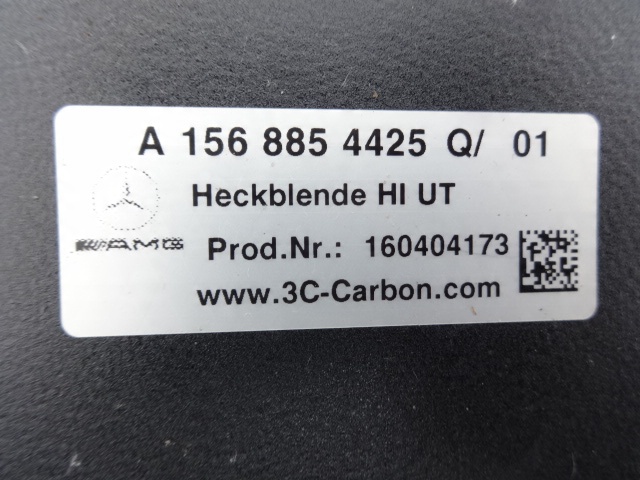 A 156 885 4425 Q/ 01
Heckblende HI UT
AMG Prod.Nr.: 160404173
www.3C-Carbon.com